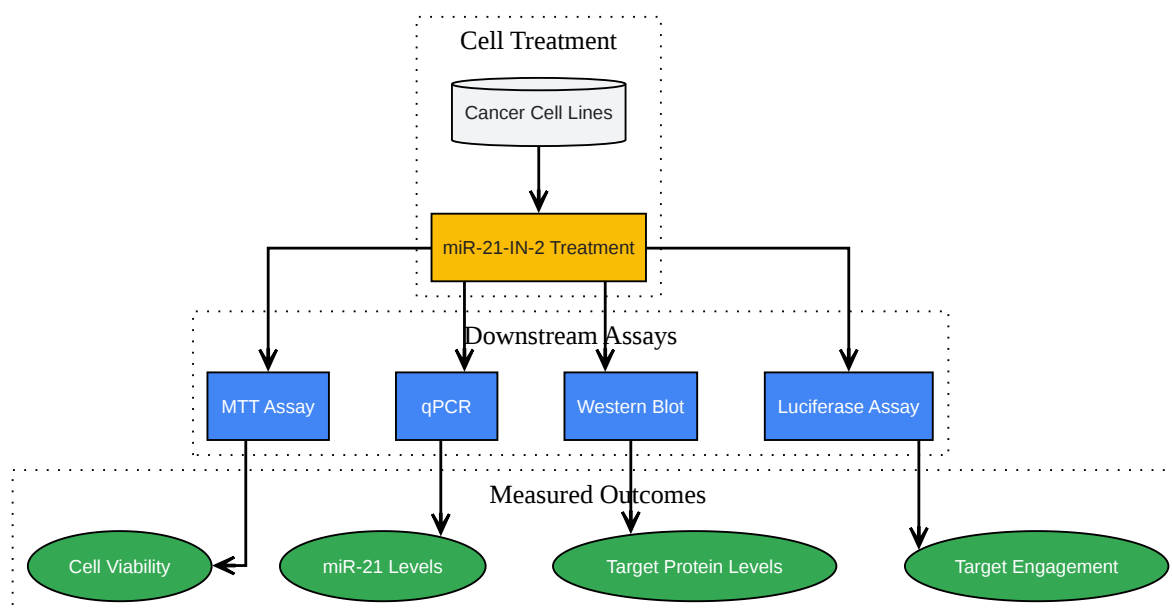 Cell Treatment
Cancer Cell Lines
miR-21-IN-2 Treatment
Downstream Assays
MTT Assay
qPCR
Western Blot
Luciferase Assay
Measured Outcomes
Cell Viability
miR-21 Levels
Target Protein Levels
Target Engagement